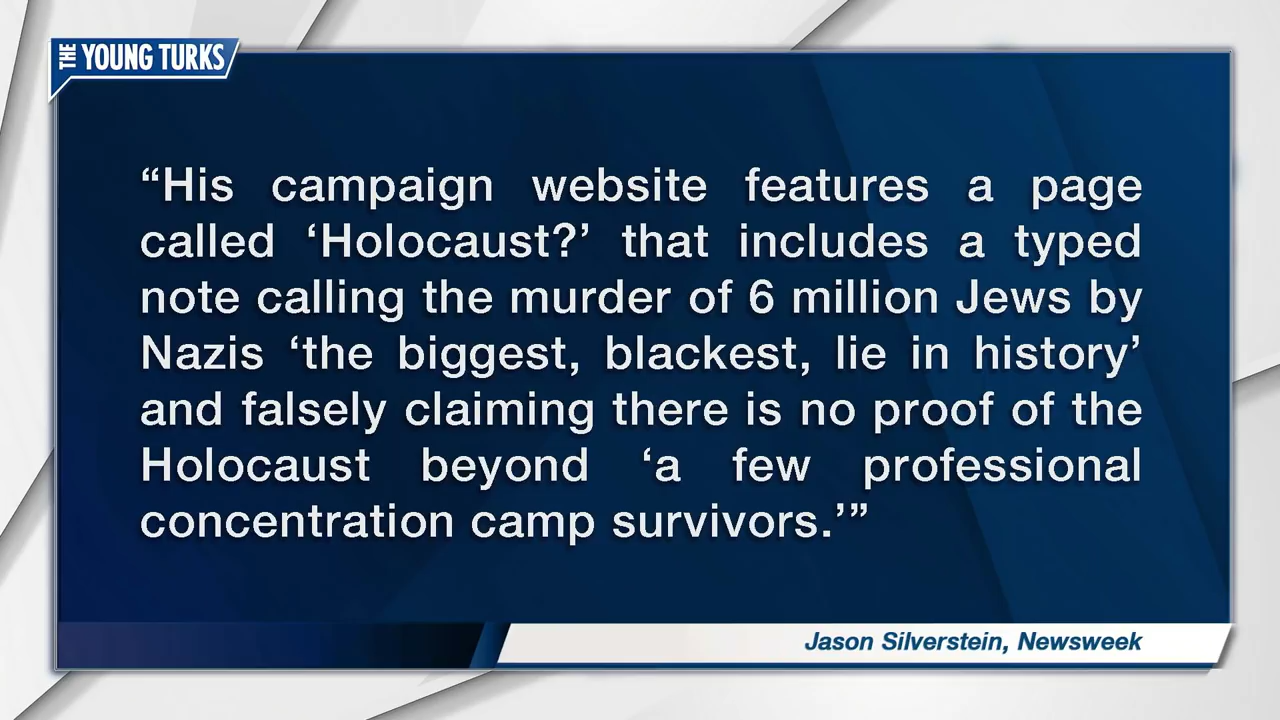 THE YOUNG TURKS
“His campaign website features a page
called ‘Holocaust?’ that includes a typed
note calling the murder of 6 million Jews by
Nazis ‘the biggest, blackest, lie in history’
and falsely claiming there is no proof of the
Holocaust beyond ‘a few professional
concentration camp survivors.’”
Jason Silverstein, Newsweek